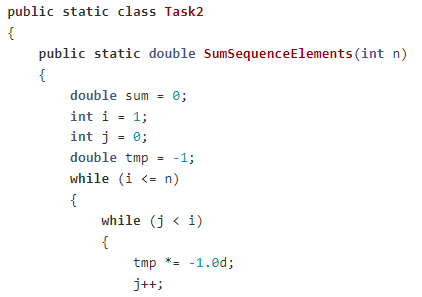 public static class Task2
{
    public static double SumSequenceElements(int n)
    {
        double sum = 0;
        int i = 1;
        int j = 0;
        double tmp = -1;
        while (i <= n)
        {
            while (j < i)
            {
                tmp *= -1.0d;
                j++;